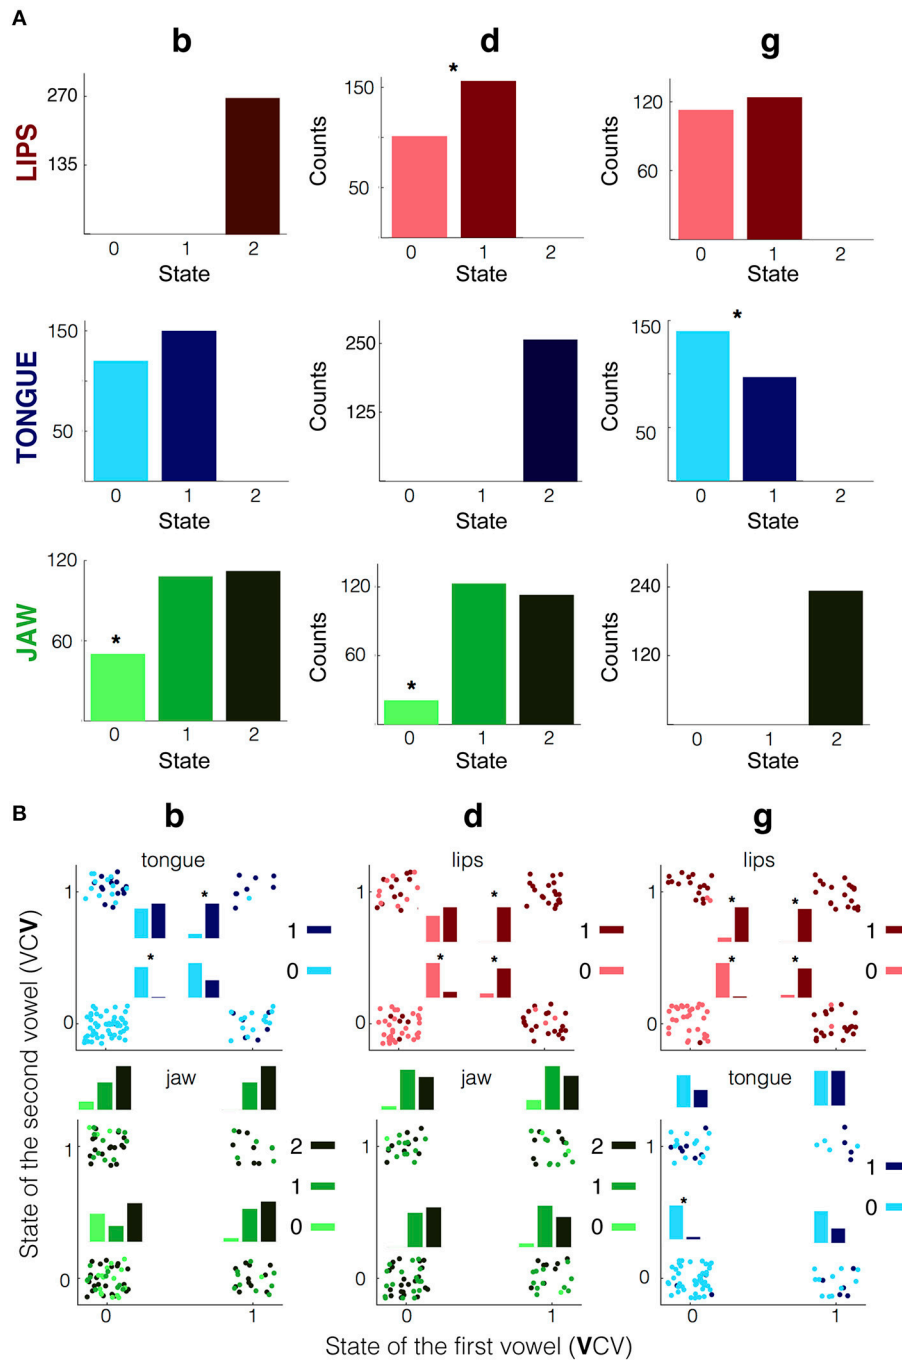 A
b d g
LIPS
270
135
0 1 2
State
Counts
150
50
*
0 1 2
State
Counts
120
60
0 1 2
State
TONGUE
150
50
0 1 2
State
Counts
250
125
0 1 2
State
150
50
*
0 1 2
State
JAW
120
60
*
0 1 2
State
Counts
120
60
*
0 1 2
State
240
120
0 1 2
State
B
b d g
State of the second vowel (VCV)
tongue
1
0
*
*
1
0
lips
*
*
*
1
0
lips
1
0
*
*
*
*
1
0
jaw
1
0
2
1
0
0 1
jaw
2
1
0
0 1
tongue
1
0
*
1
0
0 1
State of the first vowel (VCV)